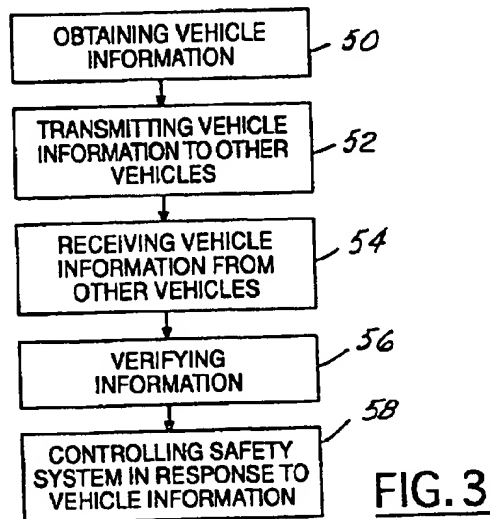 OBTAINING VEHICLE
INFORMATION
50
TRANSMITTING VEHICLE
INFORMATION TO OTHER
VEHICLES
52
RECEIVING VEHICLE
INFORMATION FROM
OTHER VEHICLES
54
VERIFYING
INFORMATION
56
CONTROLLING SAFETY
SYSTEM IN RESPONSE TO
VEHICLE INFORMATION
58
FIG. 3